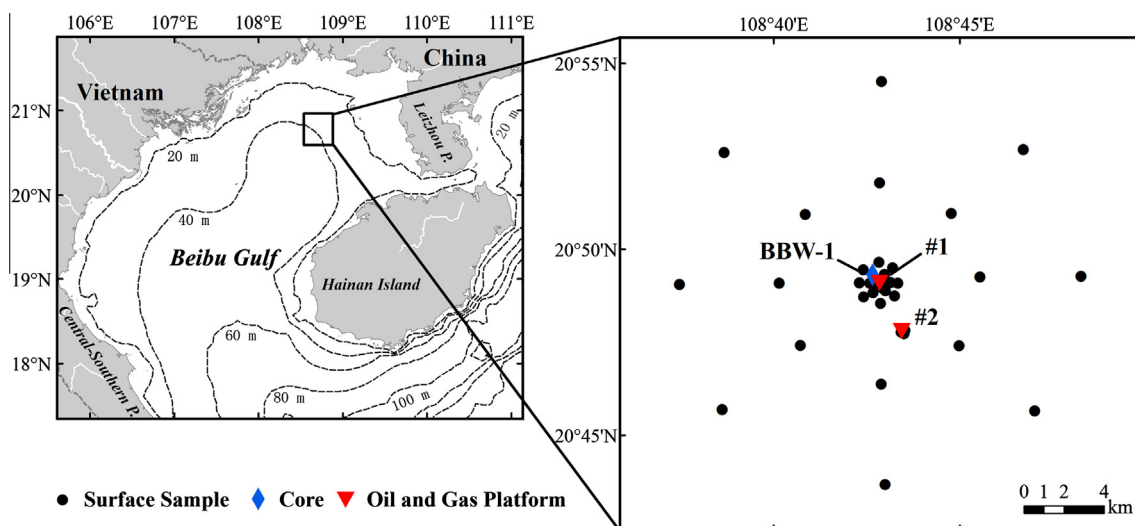 106°E 107°E 108°E 109°E 110°E 111°E
108°40'E 108°45'E
China
Vietnam
20°55'N
21°N
20 m
20 m
Leizhou P.
20°N
40 m
20°50'N
BBW-1
#1
Beibu Gulf
19°N
Hainan Island
#2
Central-Southern P.
60 m
18°N
80 m
100 m
20°45'N
Surface Sample
Core
Oil and Gas Platform
0 1 2 4
km